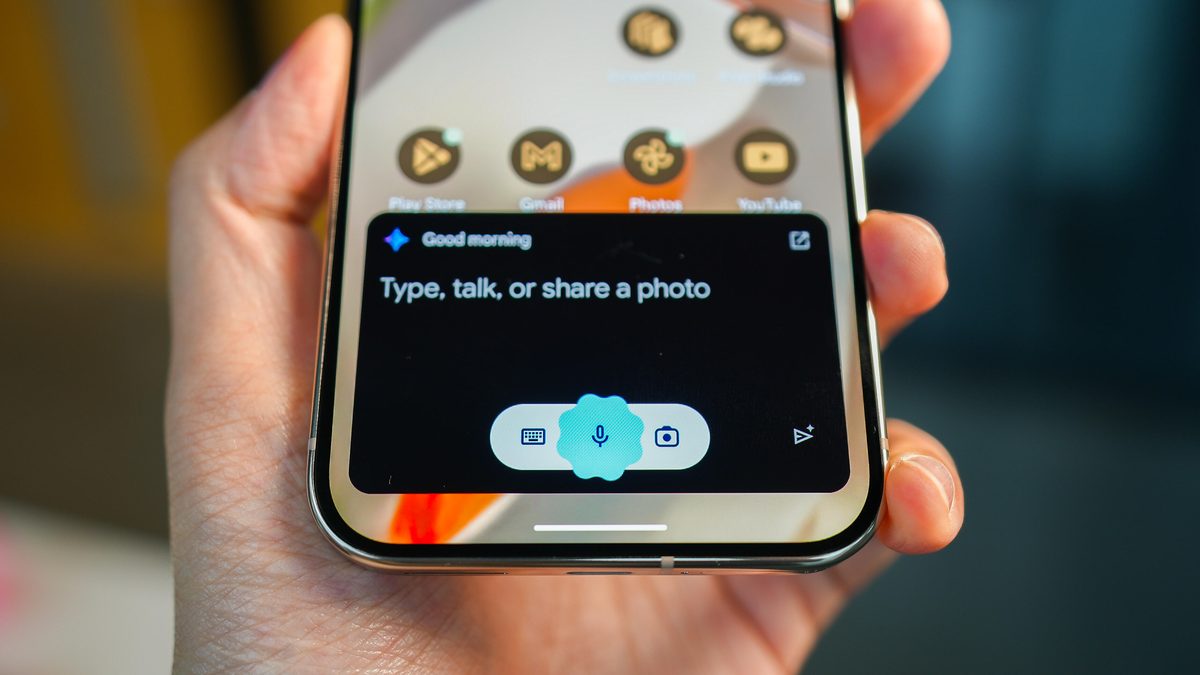 Play Store
Gmail
Photos
YouTube
Good morning
Type, talk, or share a photo